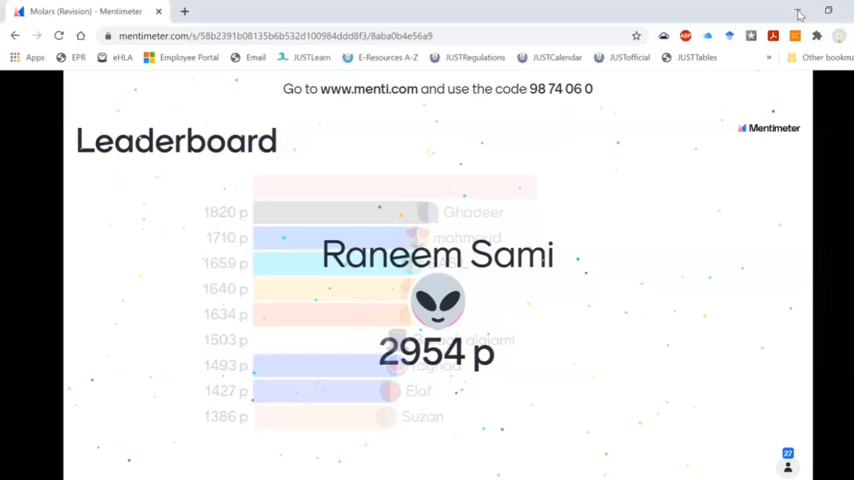 Molars (Revision) - Mentimeter
mentimeter.com/s/58b2391b08135b6b532d100984ddd8f3/8aba0b4e56a9
Apps EPR eHLA Employee Portal Email JUSTLearn E-Resources A-Z JUSTRegulations JUSTCalendar JUSTofficial JUSTTables » Other bookma
Go to www.menti.com and use the code 98 74 06 0
Mentimeter
Leaderboard
1820 p Ghadeer
1710 p mahmoud
Raneem Sami
1659 p
1640 p
1634 p
1503 p
2954 p
1493 p
1427 p Elaf
1386 p Suzan
27